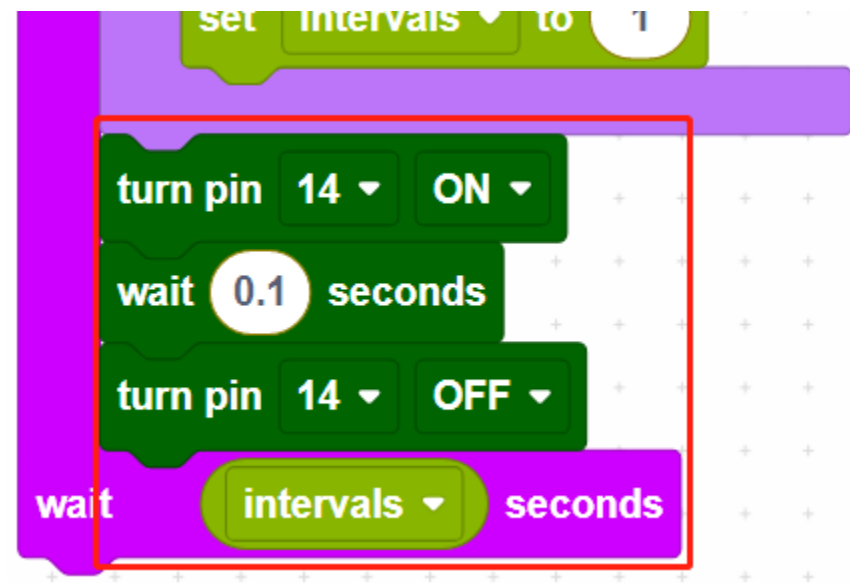 set intervals to 1
turn pin 14 ON
wait 0.1 seconds
turn pin 14 OFF
wait intervals seconds